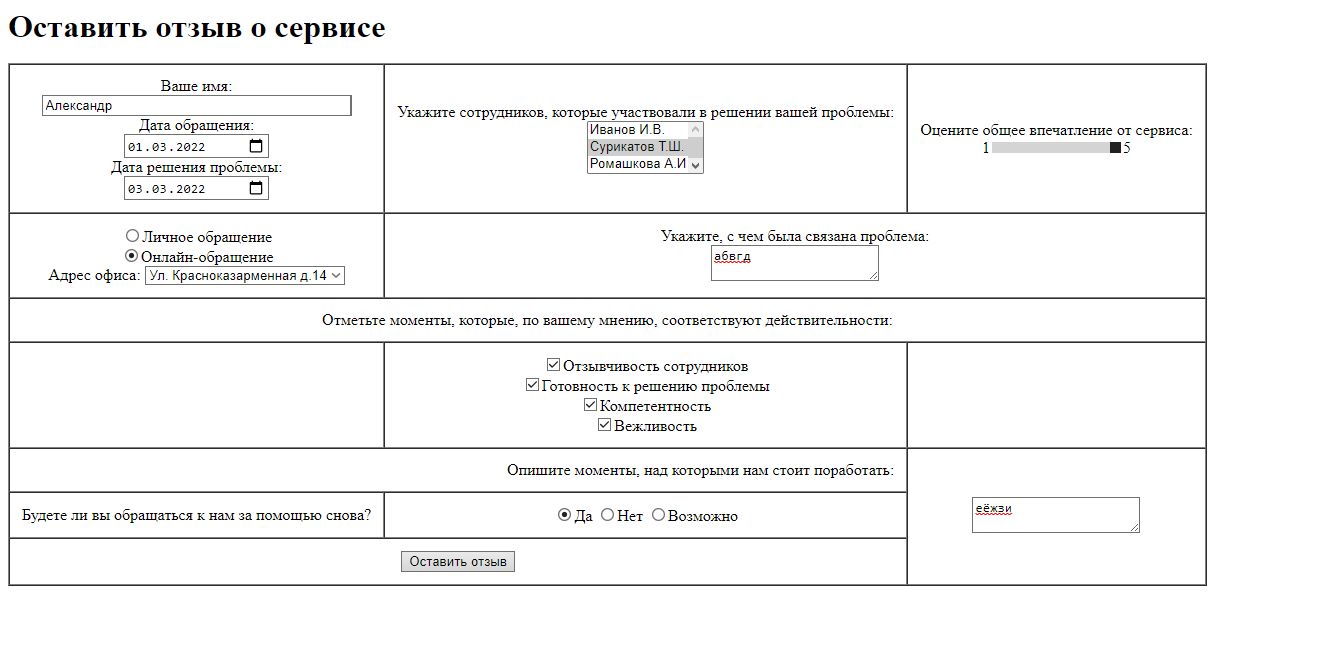 Оставить отзыв о сервисе
Ваше имя:
Александр
Дата обращения:
01.03.2022
Дата решения проблемы:
03.03.2022
Укажите сотрудников, которые участвовали в решении вашей проблемы:
Иванов И.В.
Сурикатов Т.Ш.
Ромашкова А.И
Оцените общее впечатление от сервиса:
1 5
Личное обращение
Онлайн-обращение
Адрес офиса: Ул. Красноказарменная д.14
Укажите, с чем была связана проблема:
абвгд
Отметьте моменты, которые, по вашему мнению, соответствуют действительности:
Отзывчивость сотрудников
Готовность к решению проблемы
Компетентность
Вежливость
Опишите моменты, над которыми нам стоит поработать:
еёжзи
Будете ли вы обращаться к нам за помощью снова?
Да Нет Возможно
Оставить отзыв